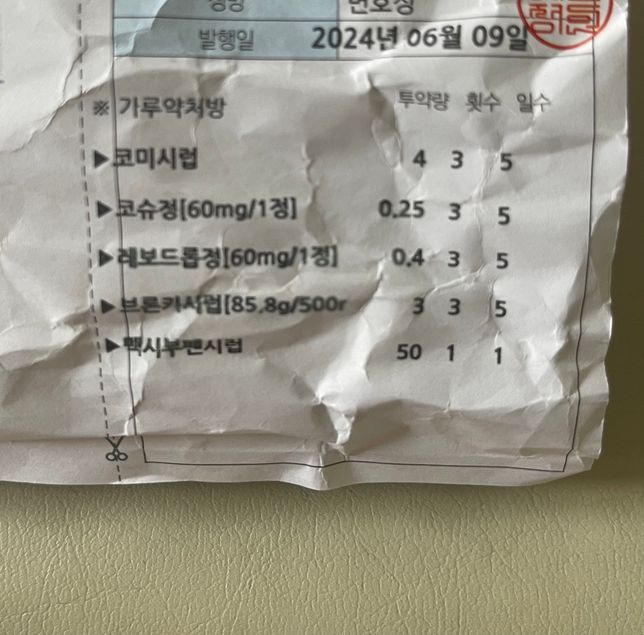 발행일 2024년 06월 09일
※ 가루약처방 투약량 횟수 일수
▶코미시럽 4 3 5
▶코슈정[60mg/1정] 0.25 3 5
▶레보드롭정[60mg/1정] 0.4 3 5
▶브론카시럽[85.8g/500r 3 3 5
▶맥시부펜시럽 50 1 1